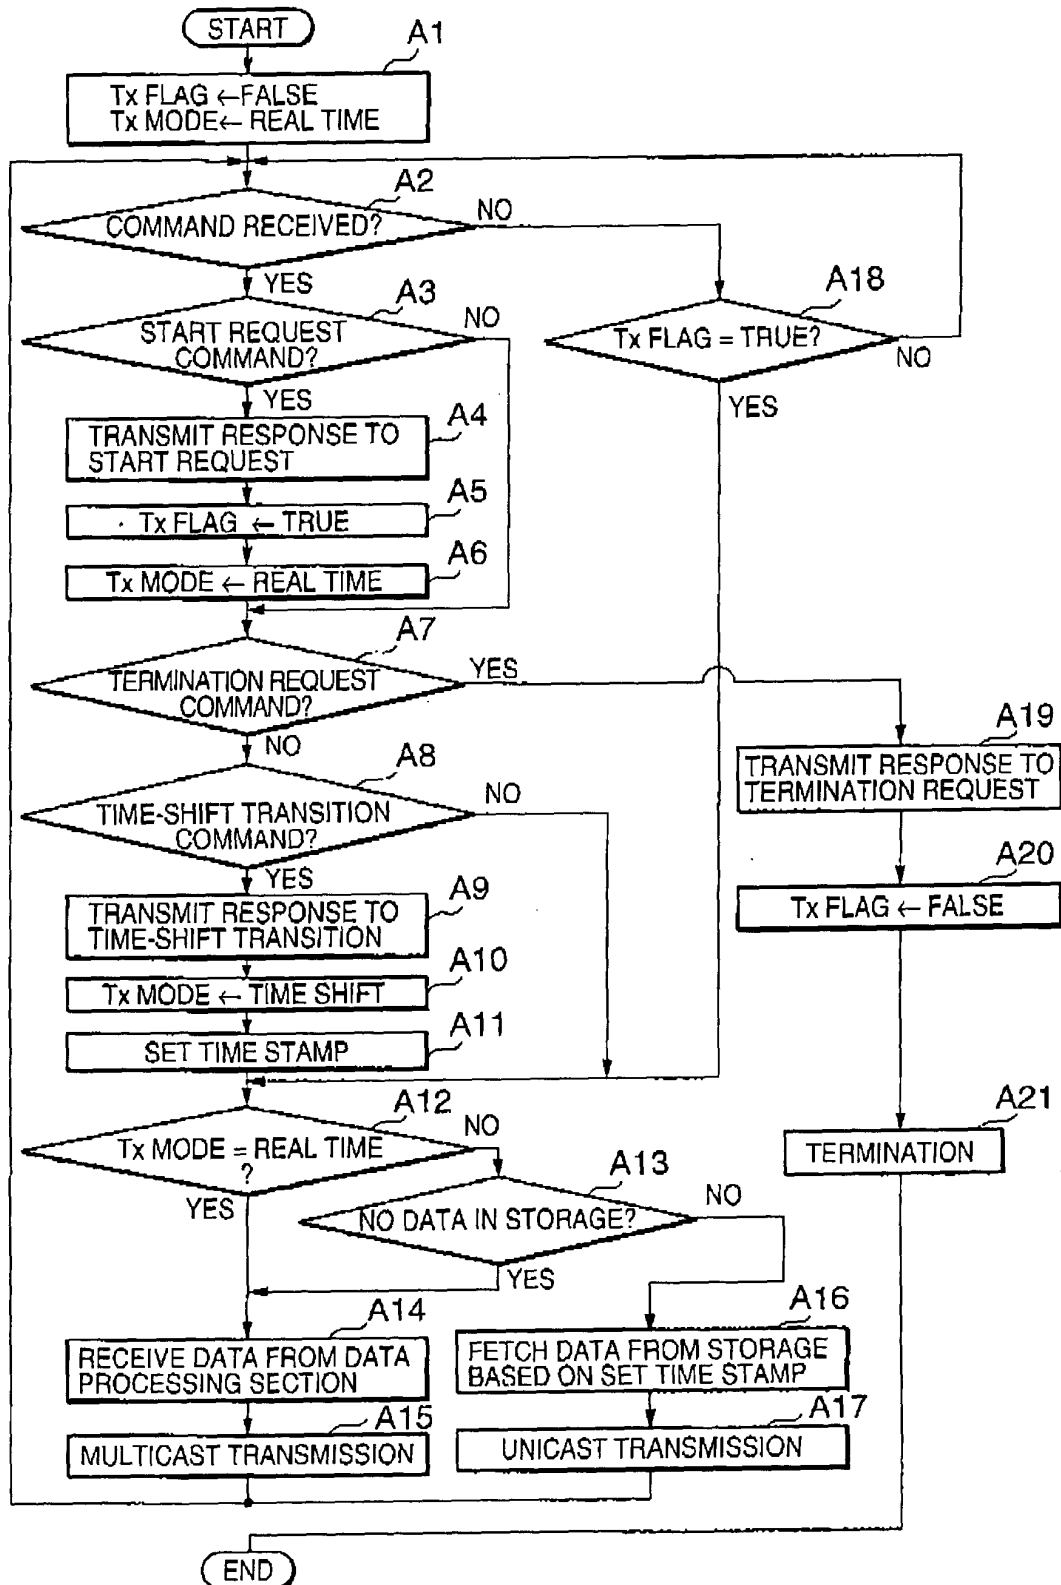 START
A1
Tx FLAG ←FALSE
Tx MODE← REAL TIME
A2
COMMAND RECEIVED?
NO
YES
A3
START REQUEST
COMMAND?
NO
YES
A18
Tx FLAG = TRUE?
NO
YES
A4
TRANSMIT RESPONSE TO
START REQUEST
A5
Tx FLAG ← TRUE
A6
Tx MODE ← REAL TIME
A7
TERMINATION REQUEST
COMMAND?
YES
NO
A8
TIME-SHIFT TRANSITION
COMMAND?
NO
YES
A19
TRANSMIT RESPONSE TO
TERMINATION REQUEST
A20
Tx FLAG ← FALSE
A9
TRANSMIT RESPONSE TO
TIME-SHIFT TRANSITION
A10
Tx MODE ← TIME SHIFT
A11
SET TIME STAMP
A12
Tx MODE = REAL TIME
?
NO
YES
A21
TERMINATION
A13
NO DATA IN STORAGE?
NO
YES
A14
RECEIVE DATA FROM DATA
PROCESSING SECTION
A15
MULTICAST TRANSMISSION
A16
FETCH DATA FROM STORAGE
BASED ON SET TIME STAMP
A17
UNICAST TRANSMISSION
END